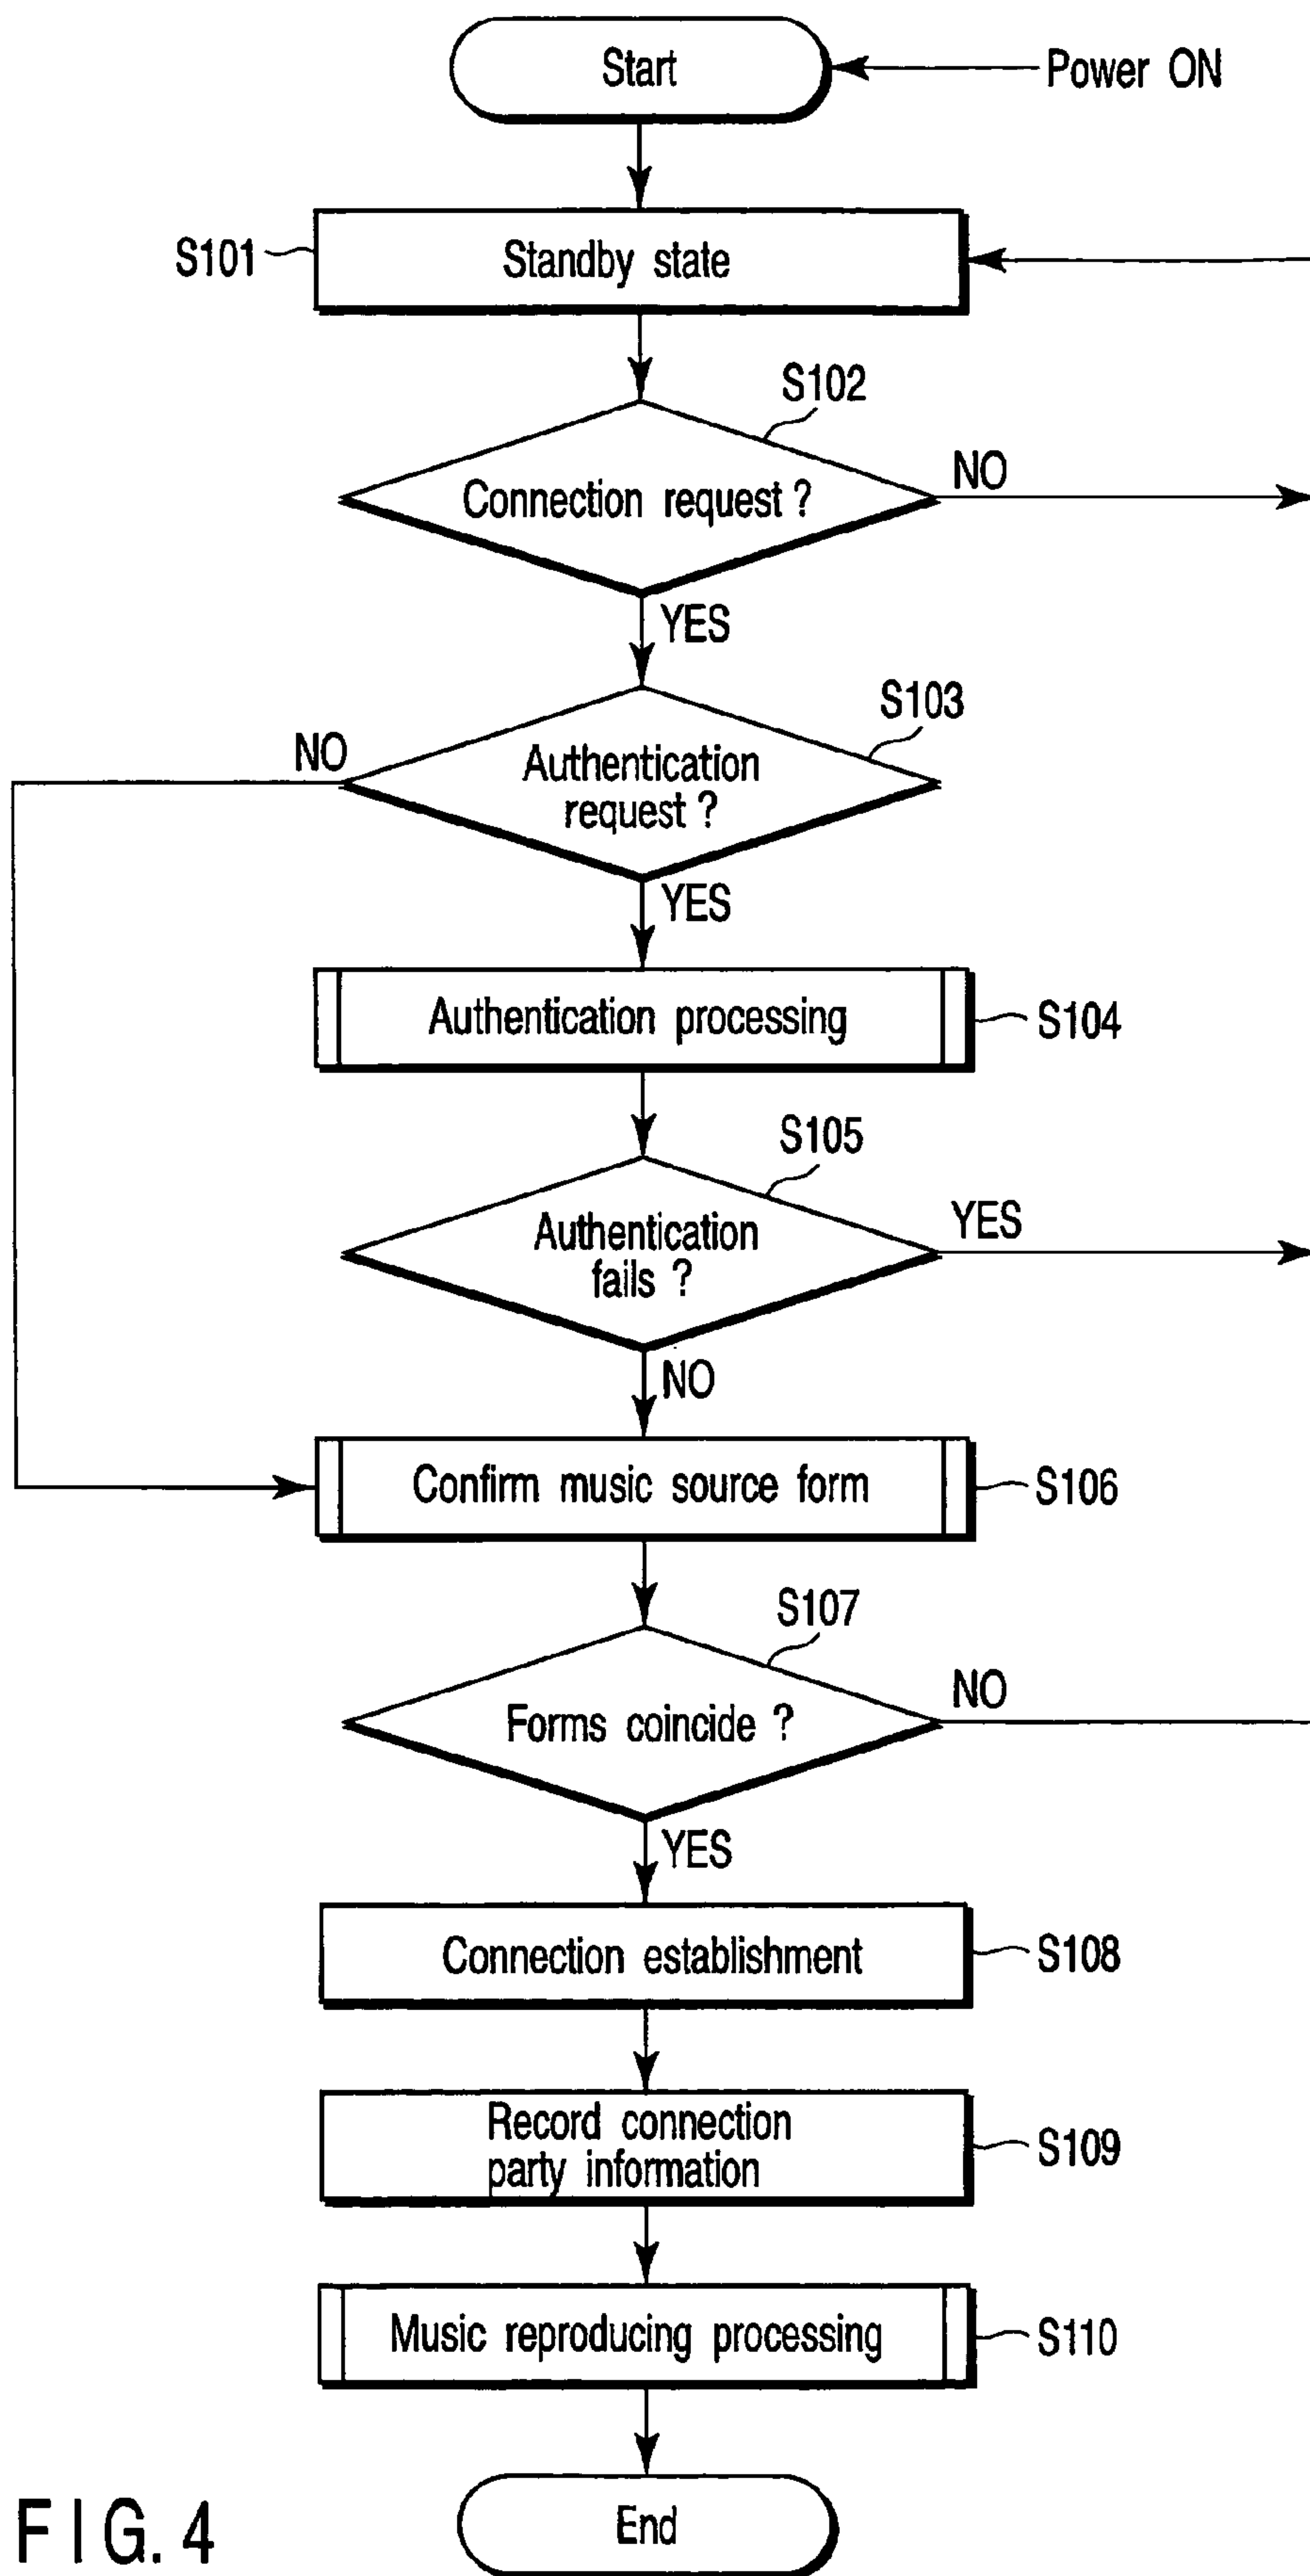 Start
Power ON
S101
Standby state
S102
Connection request ?
NO
YES
S103
NO
Authentication
request ?
YES
Authentication processing
S104
S105
Authentication
fails ?
YES
NO
Confirm music source form
S106
S107
Forms coincide ?
NO
YES
Connection establishment
S108
Record connection
party information
S109
Music reproducing processing
S110
End
FIG. 4